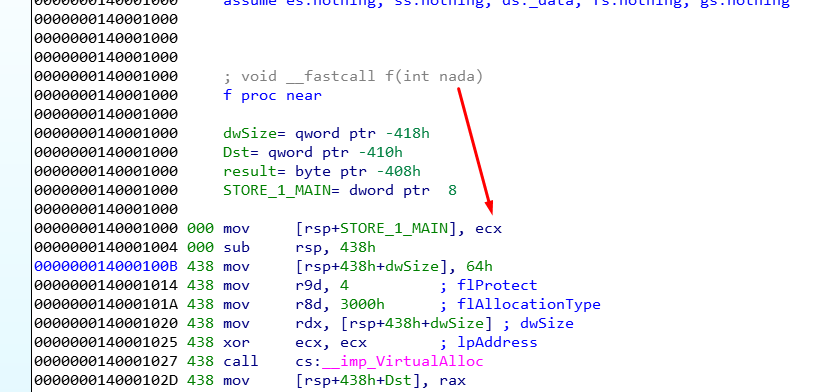 0000000140001000 assume es:nothing, ss:nothing, ds:_data, fs:nothing, gs:nothing
0000000140001000
0000000140001000
0000000140001000
0000000140001000 ; void __fastcall f(int nada)
0000000140001000 f proc near
0000000140001000
0000000140001000 dwSize= qword ptr -418h
0000000140001000 Dst= qword ptr -410h
0000000140001000 result= byte ptr -408h
0000000140001000 STORE_1_MAIN= dword ptr  8
0000000140001000
0000000140001000 000 mov     [rsp+STORE_1_MAIN], ecx
0000000140001004 000 sub     rsp, 438h
000000014000100B 438 mov     [rsp+438h+dwSize], 64h
0000000140001014 438 mov     r9d, 4          ; flProtect
000000014000101A 438 mov     r8d, 3000h      ; flAllocationType
0000000140001020 438 mov     rdx, [rsp+438h+dwSize] ; dwSize
0000000140001025 438 xor     ecx, ecx        ; lpAddress
0000000140001027 438 call    cs:__imp_VirtualAlloc
000000014000102D 438 mov     [rsp+438h+Dst], rax